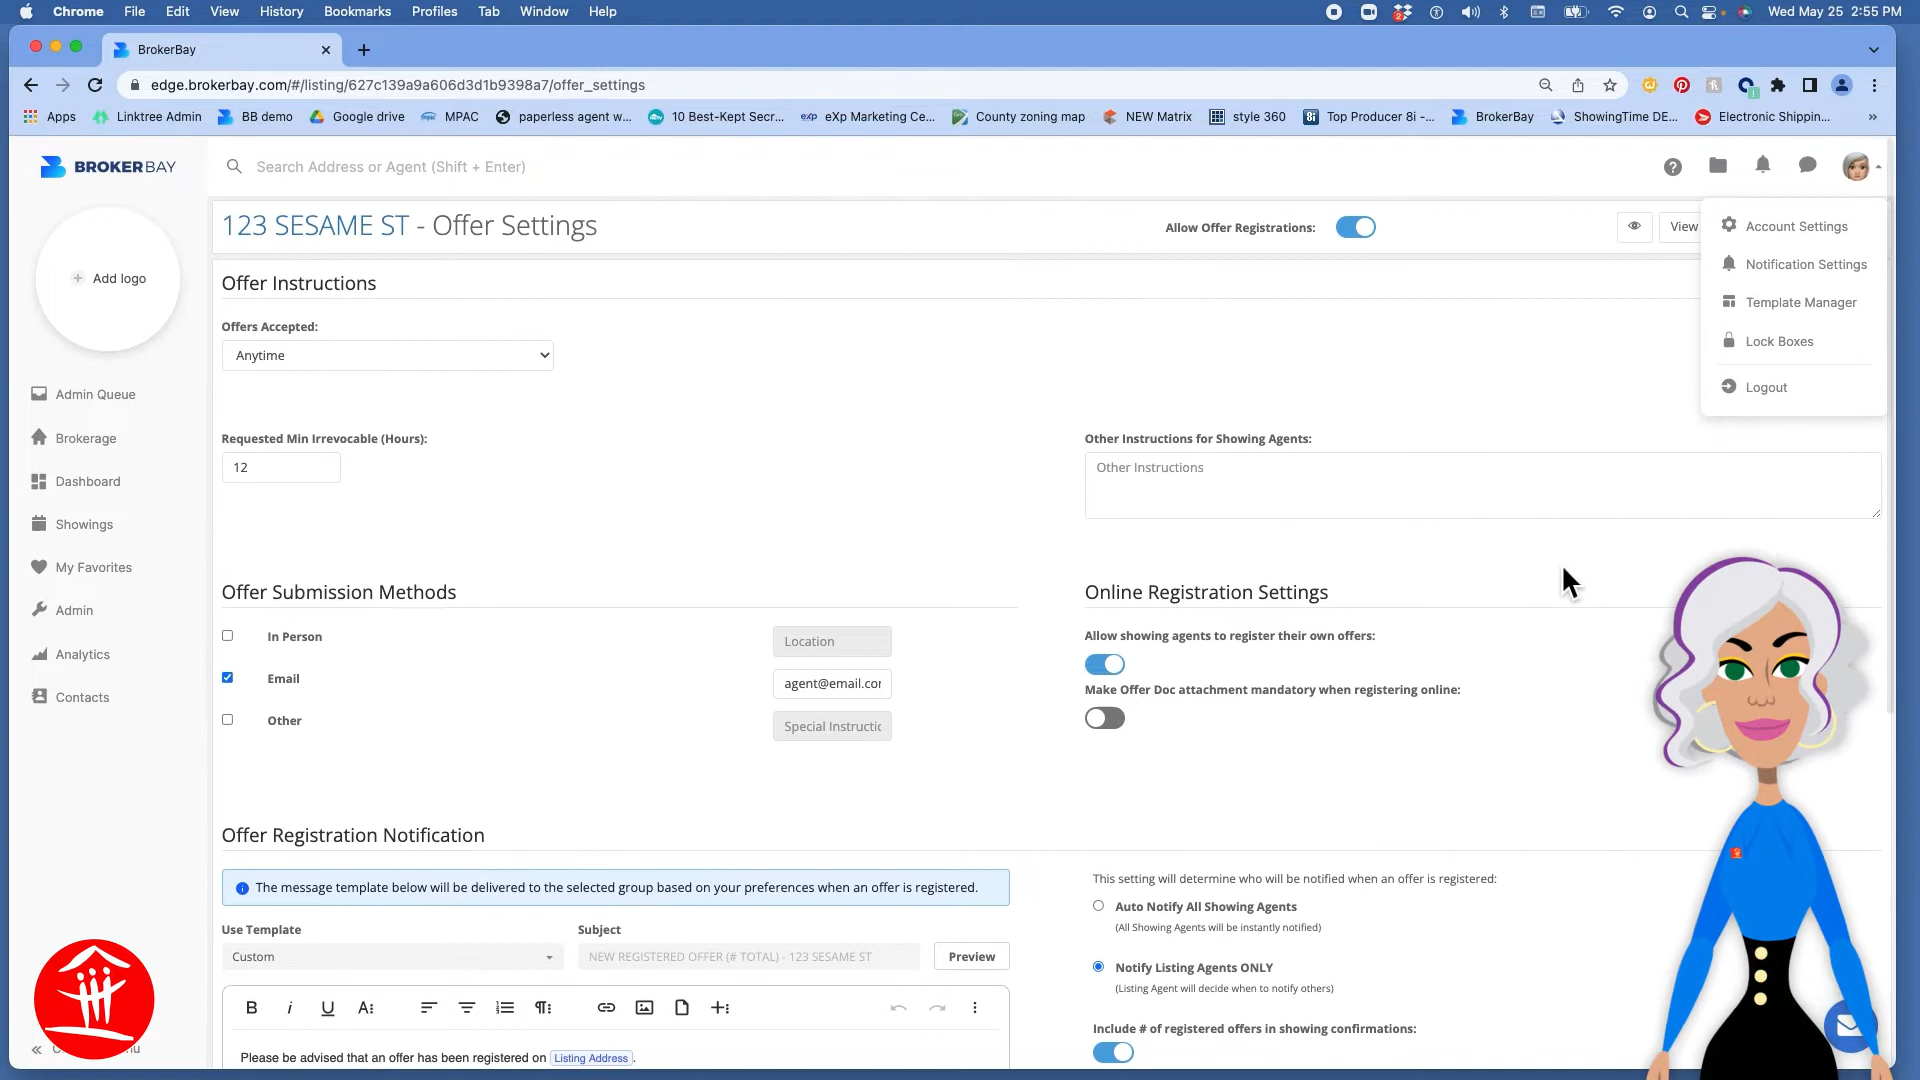 Chrome File Edit View History Bookmarks Profiles Tab Window Help
2
Wed May 25 2:55 PM
BrokerBay
edge.brokerbay.com/#/listing/627c139a9a606d3d1b9398a7/offer_settings
Apps Linktree Admin BB demo Google drive MPAC paperless agent w... 10 Best-Kept Secr... eXp Marketing Ce... County zoning map NEW Matrix style 360 Top Producer 8i -... BrokerBay ShowingTime DE... Electronic Shippin... »
BROKERBAY
Search Address or Agent (Shift + Enter)
123 SESAME ST - Offer Settings
Allow Offer Registrations:
View
Account Settings
Notification Settings
Template Manager
Lock Boxes
Logout
+ Add logo
Admin Queue
Brokerage
Dashboard
Showings
My Favorites
Admin
Analytics
Contacts
Offer Instructions
Offers Accepted:
Anytime
Requested Min Irrevocable (Hours):
12
Other Instructions for Showing Agents:
Other Instructions
Offer Submission Methods
In Person
Location
Email
agent@email.cor
Other
Special Instructic
Online Registration Settings
Allow showing agents to register their own offers:
Make Offer Doc attachment mandatory when registering online:
Offer Registration Notification
The message template below will be delivered to the selected group based on your preferences when an offer is registered.
Use Template
Subject
Custom
NEW REGISTERED OFFER (# TOTAL) - 123 SESAME ST
Preview
Please be advised that an offer has been registered on Listing Address.
This setting will determine who will be notified when an offer is registered:
Auto Notify All Showing Agents
(All Showing Agents will be instantly notified)
Notify Listing Agents ONLY
(Listing Agent will decide when to notify others)
Include # of registered offers in showing confirmations: